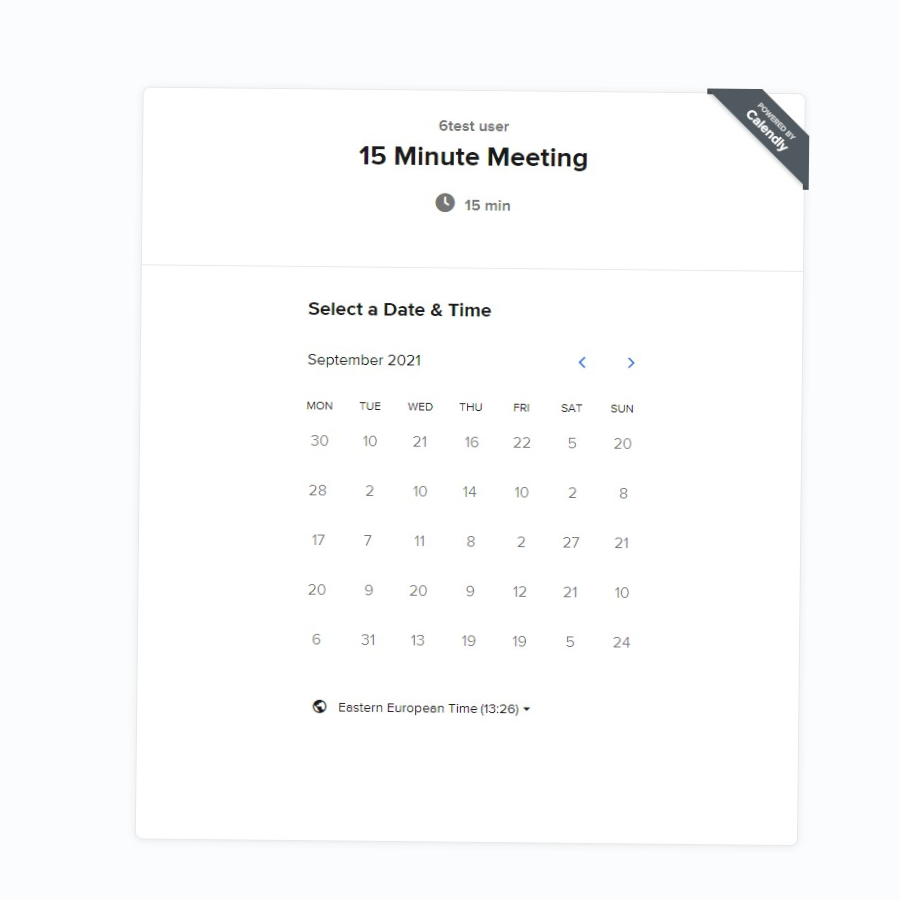 POWERED BY
Calendly
6test user
15 Minute Meeting
15 min
Select a Date & Time
September 2021
MON TUE WED THU FRI SAT SUN
30 10 21 16 22 5 20
28 2 10 14 10 2 8
17 7 11 8 2 27 21
20 9 20 9 12 21 10
6 31 13 19 19 5 24
Eastern European Time (13:26)